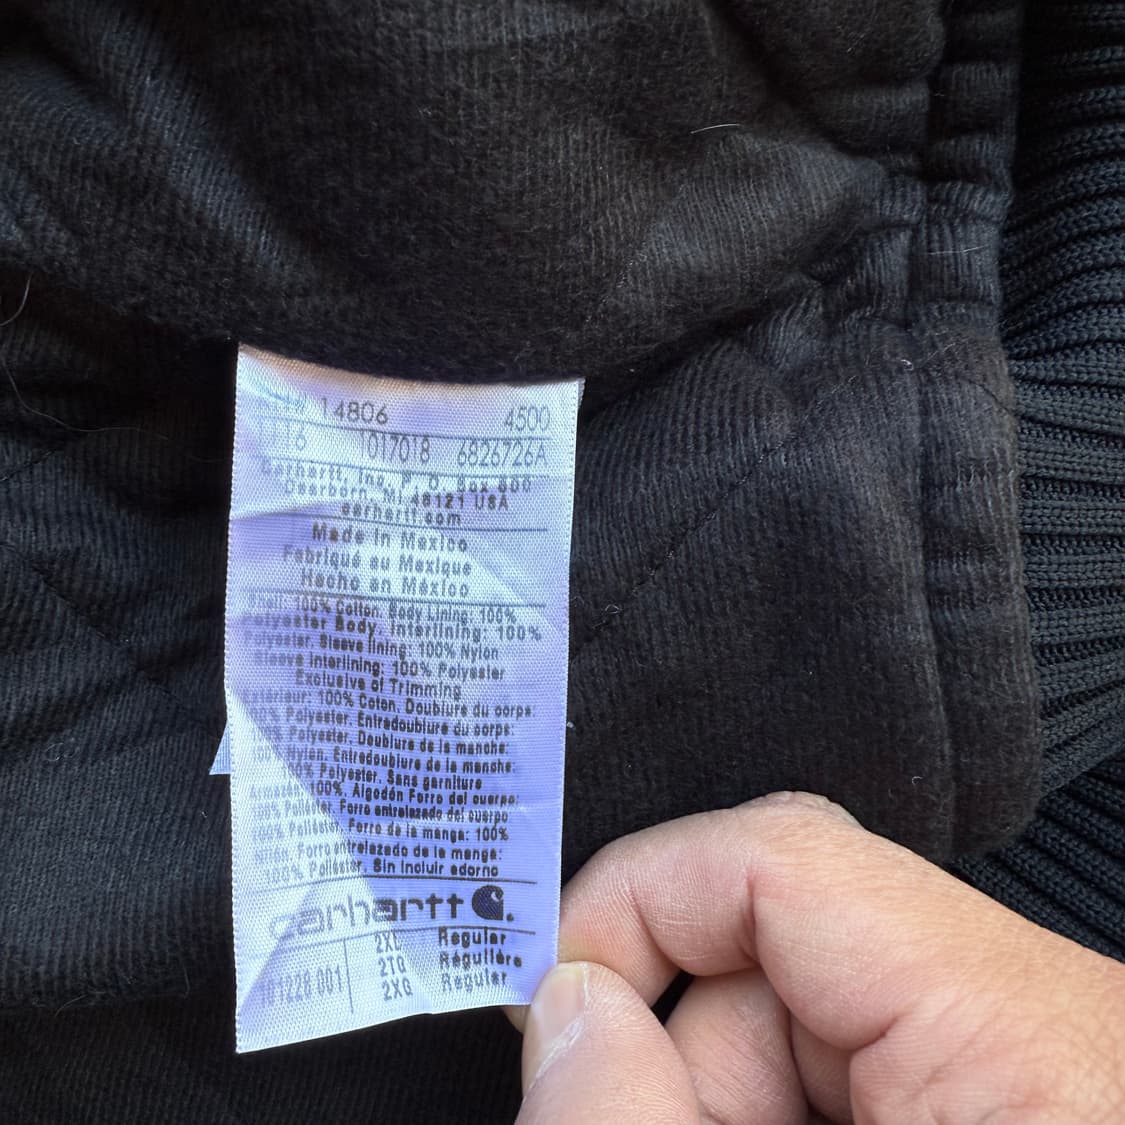 14806 4500
1017018 6826726A
Carhartt, Inc. P. O. Box 600
Dearborn, MI 48121 USA
carhartt.com
Made in Mexico
Fabriqué au Mexique
Hecho en México
Shell: 100% Cotton. Body Lining: 100%
Polyester Body. Interlining: 100%
Polyester. Sleeve lining: 100% Nylon
Sleeve Interlining: 100% Polyester
Exclusive of Trimming
Extérieur: 100% Coton. Doublure du corps:
Polyester. Entredoublure du corps:
Polyester. Doublure de la manche:
Nylon. Entredoublure de la manche:
Polyester. Sans garniture
Armazón 100%. Algodón Forro del cuerpo:
100% Poliéster. Forro entrelazado del cuerpo:
100% Poliéster. Forro de la manga: 100%
Nilón. Forro entrelazado de la manga:
100% Poliéster. Sin incluir adorno
carhartt
2XL Regular
2TG Régulière
101228 001 2XG Regular